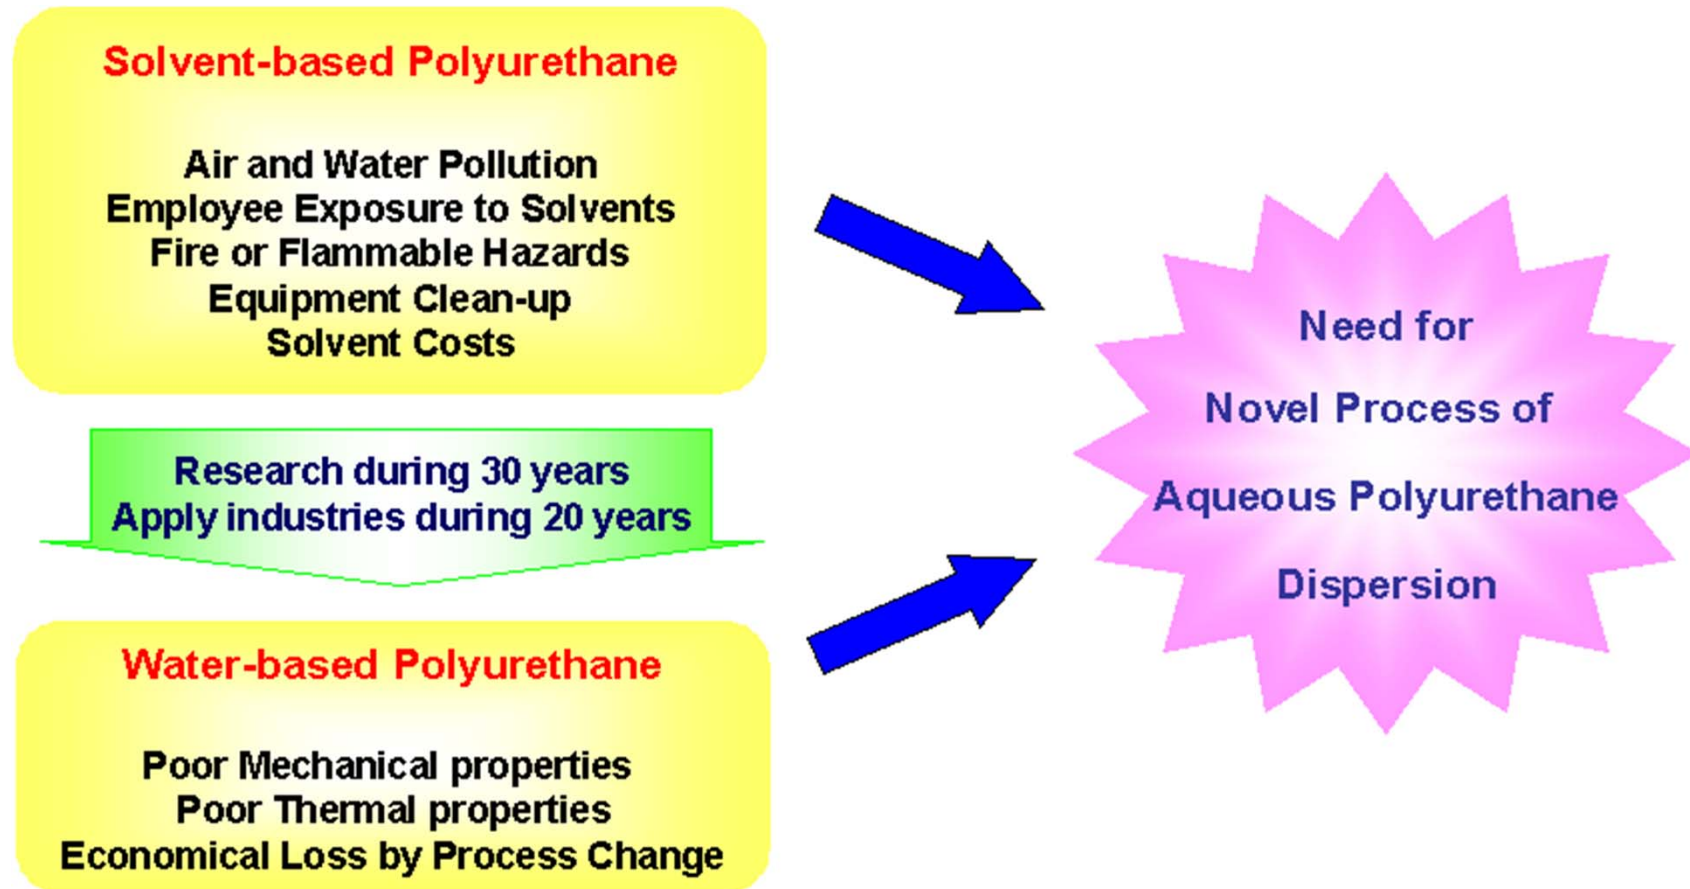 Solvent-based Polyurethane
Air and Water Pollution
Employee Exposure to Solvents
Fire or Flammable Hazards
Equipment Clean-up
Solvent Costs
Research during 30 years
Apply industries during 20 years
Water-based Polyurethane
Poor Mechanical properties
Poor Thermal properties
Economical Loss by Process Change
Need for
Novel Process of
Aqueous Polyurethane
Dispersion